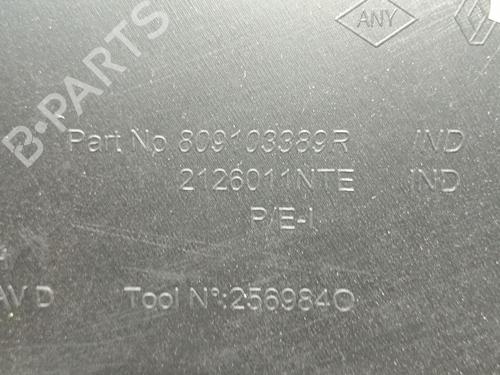 ANY
B-PARTS
Part No 809103389R IND
2126011NTE IND
P/E-I
AV D Tool N°:256984O